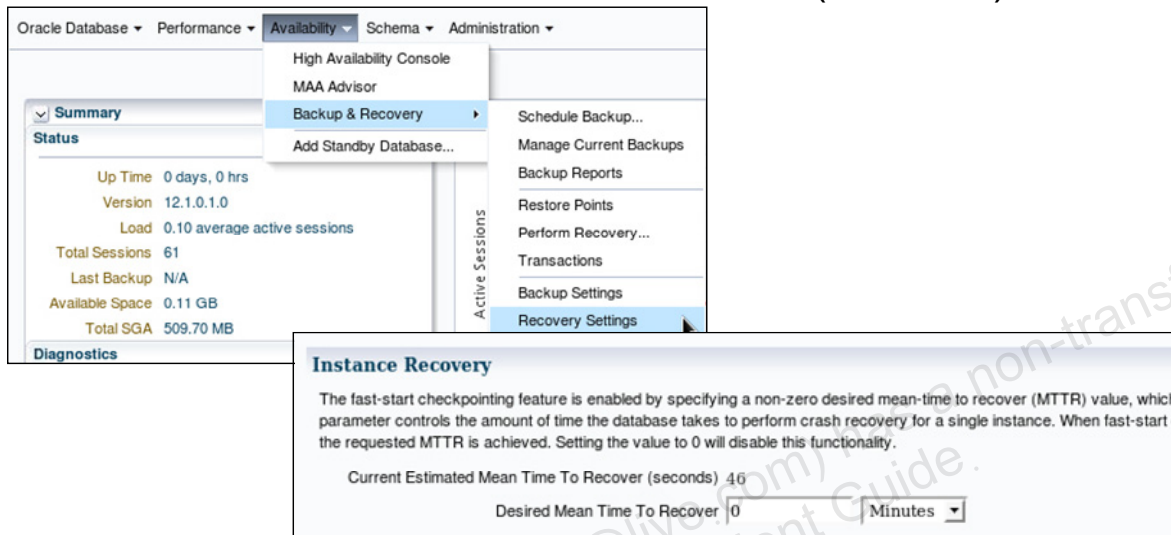 Oracle Database Performance Availability Schema Administration
High Availability Console
MAA Advisor
Backup & Recovery
Add Standby Database...
Schedule Backup...
Manage Current Backups
Backup Reports
Restore Points
Perform Recovery...
Transactions
Backup Settings
Recovery Settings
Summary
Status
Up Time 0 days, 0 hrs
Version 12.1.0.1.0
Load 0.10 average active sessions
Total Sessions 61
Last Backup N/A
Available Space 0.11 GB
Total SGA 509.70 MB
Diagnostics
Active Sessions
Instance Recovery
The fast-start checkpointing feature is enabled by specifying a non-zero desired mean-time to recover (MTTR) value, which
parameter controls the amount of time the database takes to perform crash recovery for a single instance. When fast-start
the requested MTTR is achieved. Setting the value to 0 will disable this functionality.
Current Estimated Mean Time To Recover (seconds) 46
Desired Mean Time To Recover 0 Minutes
has a non-trans
com)
Guide.